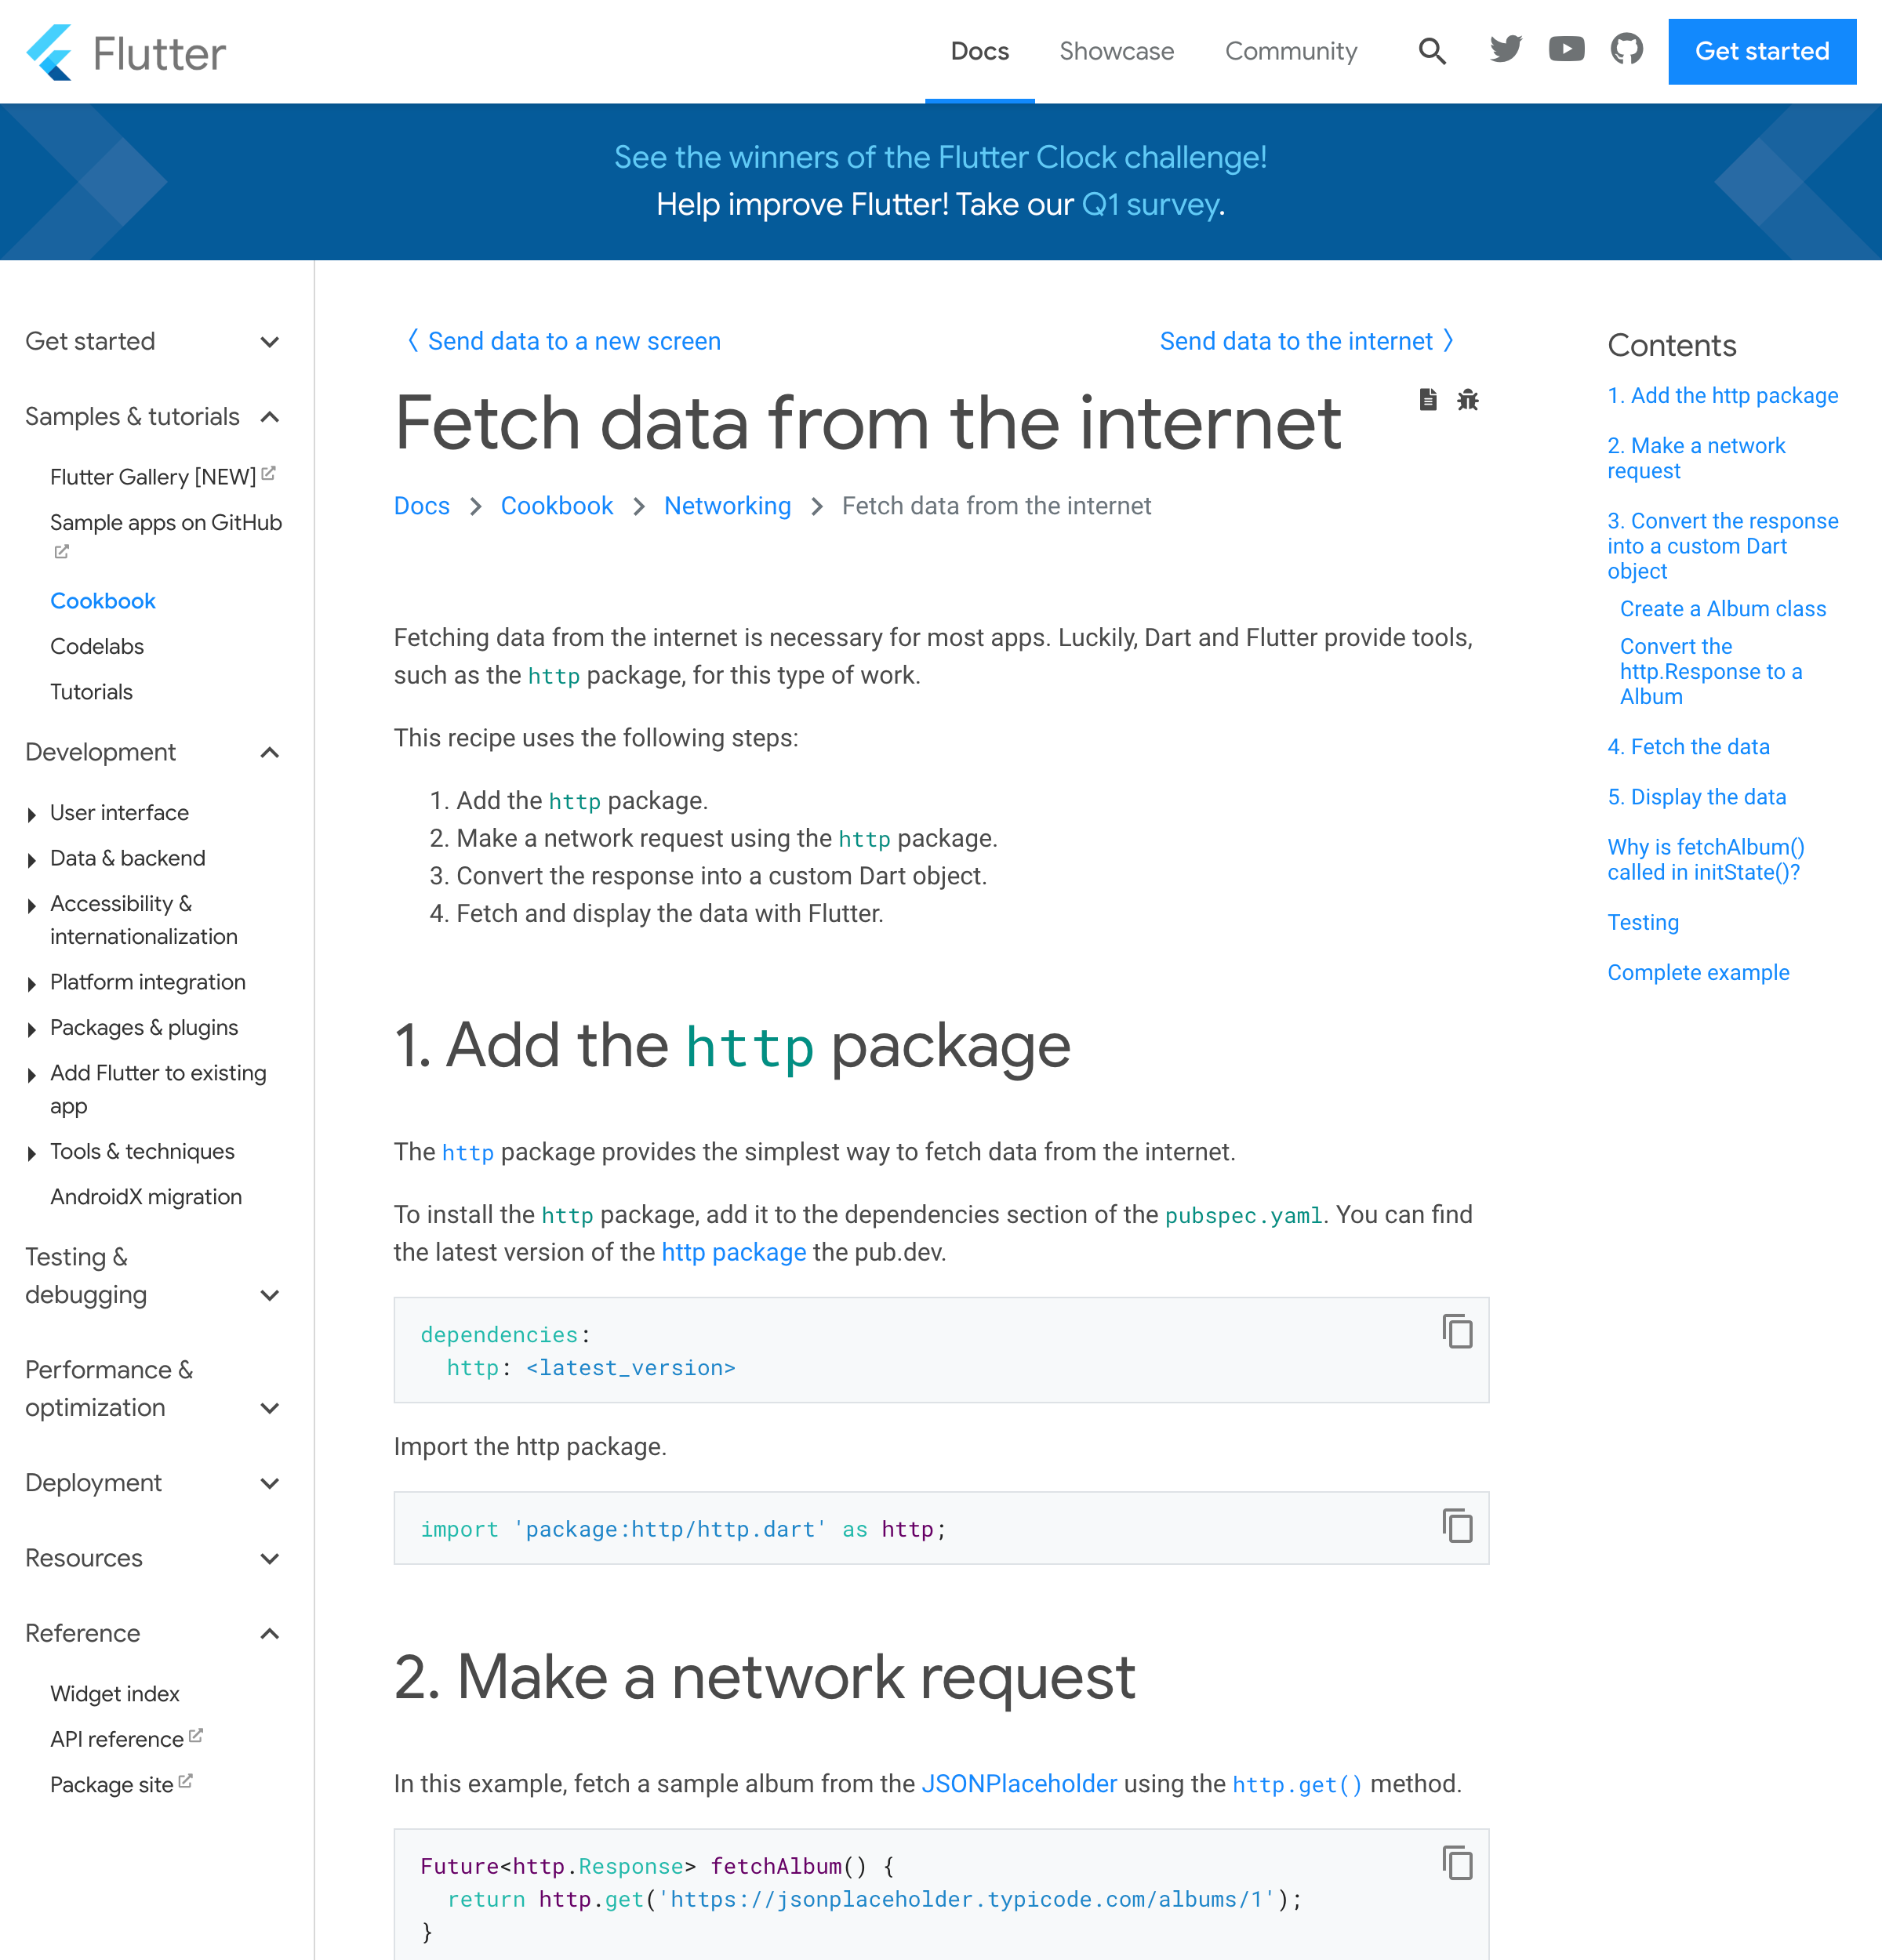 Flutter
Docs
Showcase
Community
Get started
See the winners of the Flutter Clock challenge!
Help improve Flutter! Take our Q1 survey.
Get started
Samples & tutorials
Flutter Gallery [NEW]
Sample apps on GitHub
Cookbook
Codelabs
Tutorials
Development
User interface
Data & backend
Accessibility &
internationalization
Platform integration
Packages & plugins
Add Flutter to existing
app
Tools & techniques
AndroidX migration
Testing &
debugging
Performance &
optimization
Deployment
Resources
Reference
Widget index
API reference
Package site
Send data to a new screen
Send data to the internet
Fetch data from the internet
Docs > Cookbook > Networking > Fetch data from the internet
Fetching data from the internet is necessary for most apps. Luckily, Dart and Flutter provide tools,
such as the http package, for this type of work.
This recipe uses the following steps:
1. Add the http package.
2. Make a network request using the http package.
3. Convert the response into a custom Dart object.
4. Fetch and display the data with Flutter.
1. Add the http package
The http package provides the simplest way to fetch data from the internet.
To install the http package, add it to the dependencies section of the pubspec.yaml. You can find
the latest version of the http package the pub.dev.
dependencies:
  http: <latest_version>
Import the http package.
import 'package:http/http.dart' as http;
2. Make a network request
In this example, fetch a sample album from the JSONPlaceholder using the http.get() method.
Future<http.Response> fetchAlbum() {
  return http.get('https://jsonplaceholder.typicode.com/albums/1');
}
Contents
1. Add the http package
2. Make a network
request
3. Convert the response
into a custom Dart
object
Create a Album class
Convert the
http.Response to a
Album
4. Fetch the data
5. Display the data
Why is fetchAlbum()
called in initState()?
Testing
Complete example